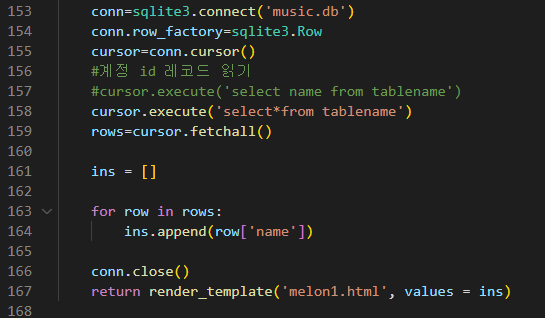 153 conn=sqlite3.connect('music.db')
154 conn.row_factory=sqlite3.Row
155 cursor=conn.cursor()
156 #계정 id 레코드 읽기
157 #cursor.execute('select name from tablename')
158 cursor.execute('select*from tablename')
159 rows=cursor.fetchall()
160
161 ins = []
162
163 for row in rows:
164 ins.append(row['name'])
165
166 conn.close()
167 return render_template('melon1.html', values = ins)
168